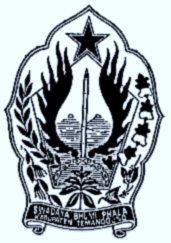 SWADAYA BHUMI PHALA
KABUPATEN TEMANGGUNG